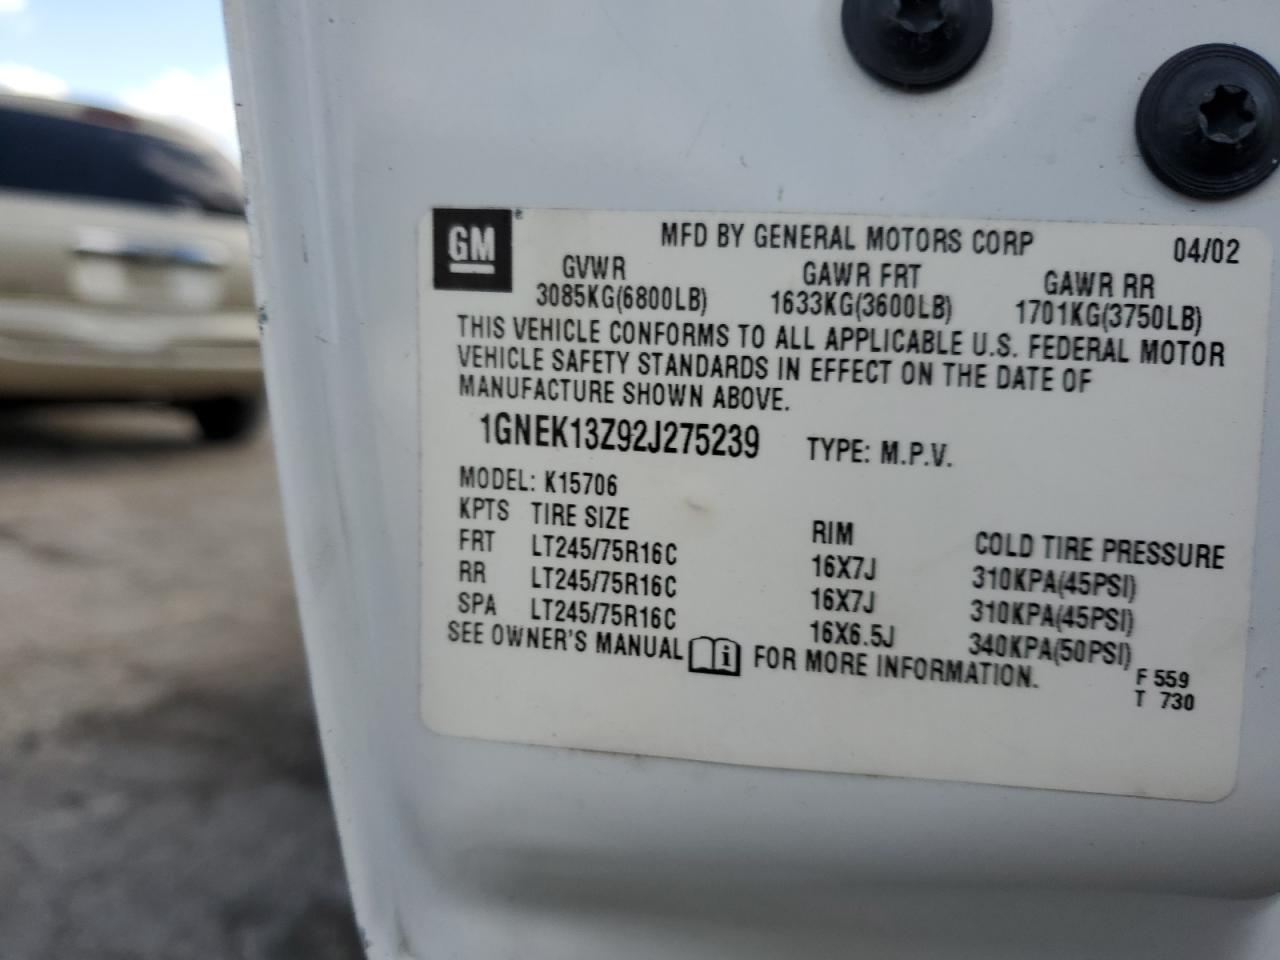 GM
MFD BY GENERAL MOTORS CORP 04/02
GVWR GAWR FRT GAWR RR
3085KG(6800LB) 1633KG(3600LB) 1701KG(3750LB)
THIS VEHICLE CONFORMS TO ALL APPLICABLE U.S. FEDERAL MOTOR
VEHICLE SAFETY STANDARDS IN EFFECT ON THE DATE OF
MANUFACTURE SHOWN ABOVE.
1GNEK13Z92J275239 TYPE: M.P.V.
MODEL: K15706
KPTS TIRE SIZE RIM COLD TIRE PRESSURE
FRT LT245/75R16C 16X7J 310KPA(45PSI)
RR LT245/75R16C 16X7J 310KPA(45PSI)
SPA LT245/75R16C 16X6.5J 340KPA(50PSI)
SEE OWNER'S MANUAL i FOR MORE INFORMATION.
F 559
T 730